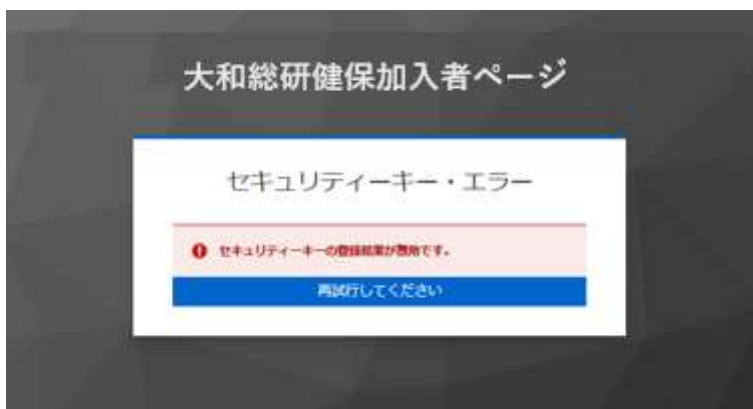 大和総研健保加入者ページ
セキュリティーキー・エラー
セキュリティーキーの登録結果が無効です。
再試行してください